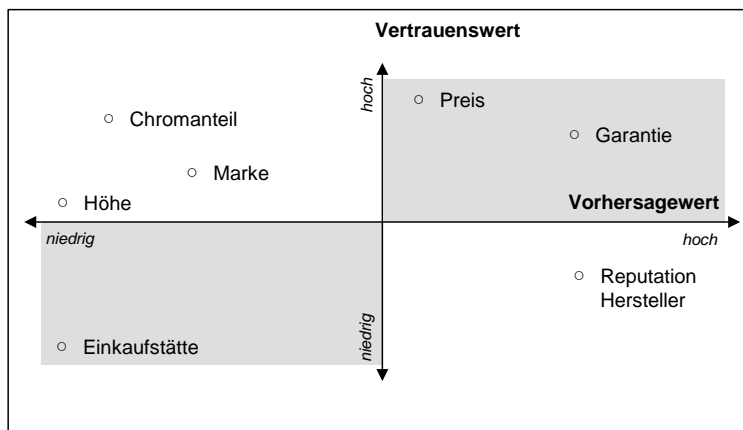 Vertrauenswert
hoch
Preis
Chromanteil
Garantie
Marke
Höhe
Vorhersagewert
niedrig
hoch
Reputation
Hersteller
niedrig
Einkaufstätte